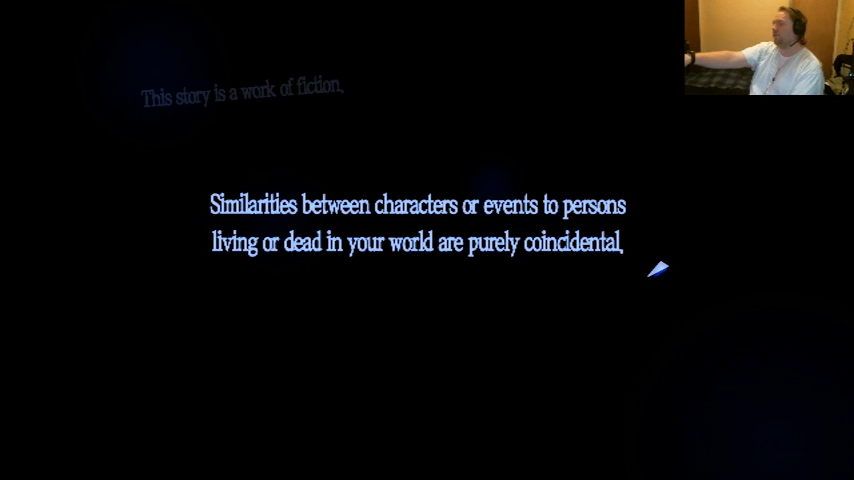 This story is a work of fiction.
Similarities between characters or events to persons
living or dead in your world are purely coincidental.